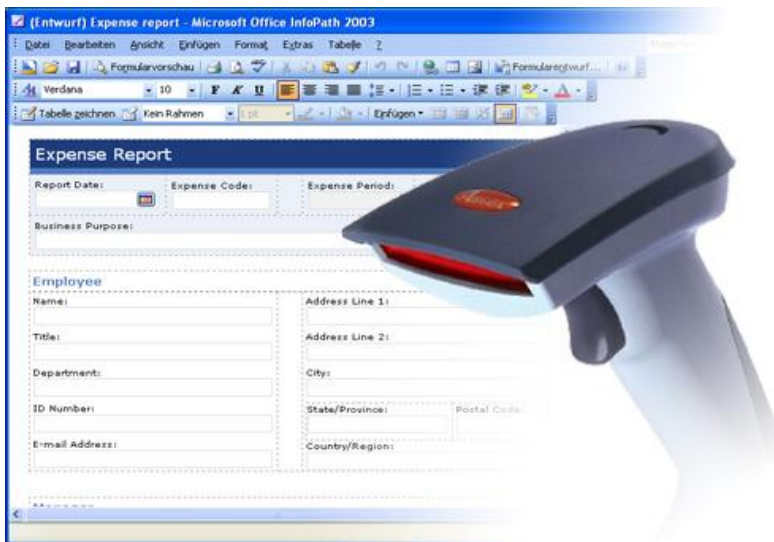 (Entwurf) Expense report - Microsoft Office InfoPath 2003
Datei Bearbeiten Ansicht Einfügen Format Extras Tabelle ?
Formularvorschau Formularentwurf...
Verdana 10 F K U A
Tabelle zeichnen Kein Rahmen 1 pt Einfügen
Expense Report
Report Date: Expense Code: Expense Period:
Business Purpose:
Employee
Name: Address Line 1:
Title: Address Line 2:
Department: City:
ID Number: State/Province: Postal Code:
E-mail Address: Country/Region: